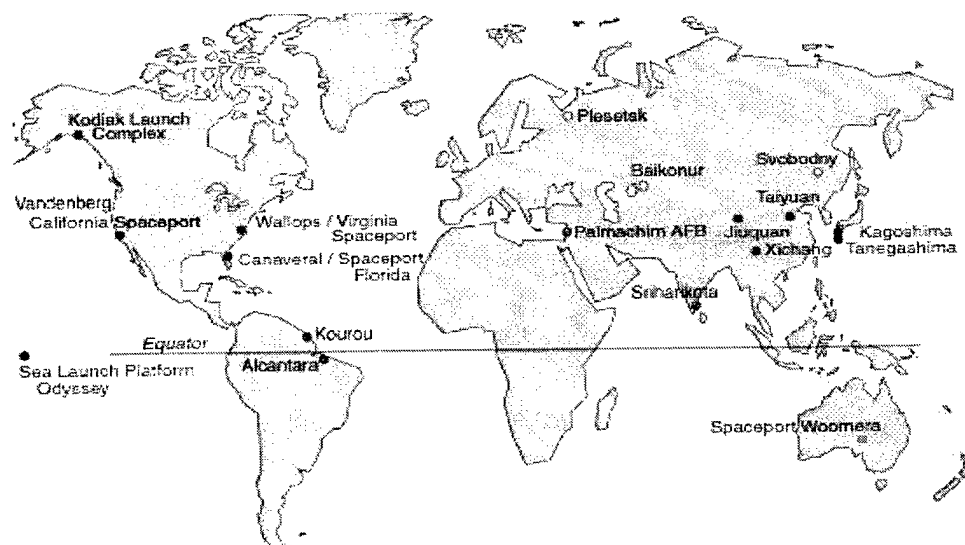 Kodiak Launch
Complex
Plesetsk
Baikonur
Svobodny
Vandenberg
California Spaceport
Wallops / Virginia
Spaceport
Canaveral / Spaceport
Florida
Palmachim AFB
Taiyuan
Jiuquan
Xichang
Kagoshima
Tanegashima
Sriharikota
Kourou
Equator
Alcantara
Sea Launch Platform
Odyssey
Spaceport/Woomera